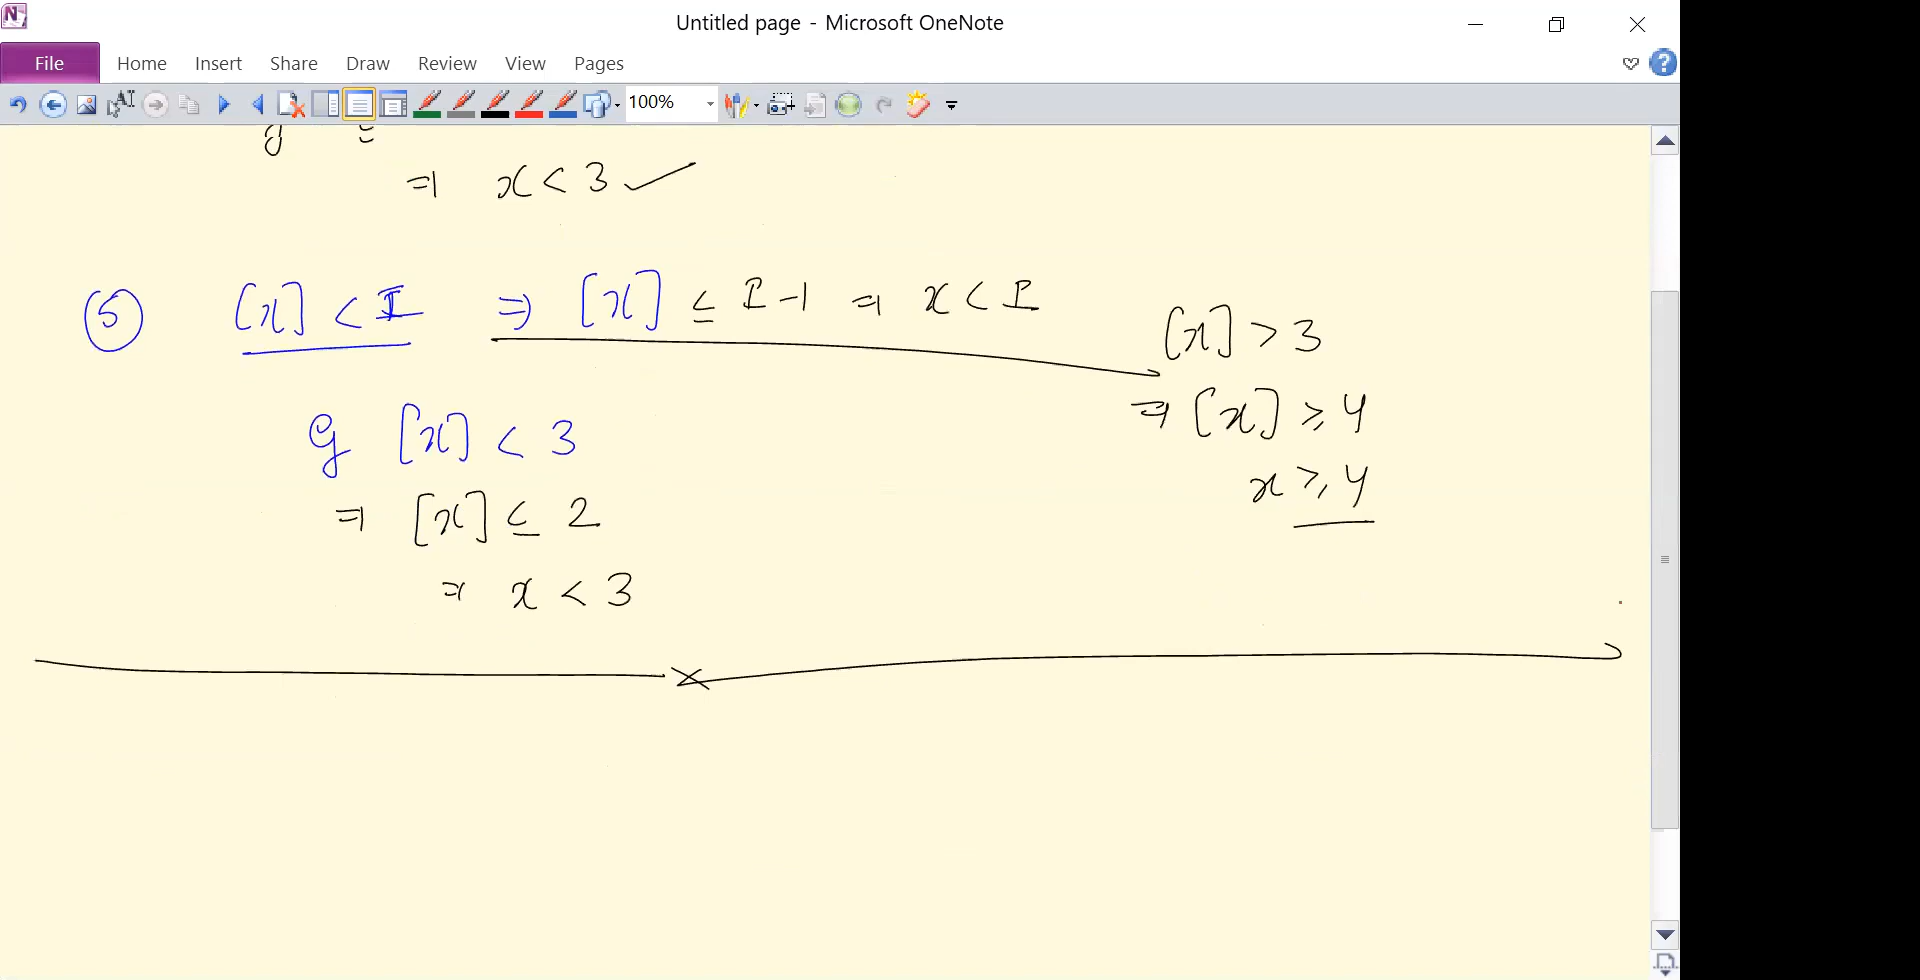 Untitled page - Microsoft OneNote
File Home Insert Share Draw Review View Pages
100%
⇒ x < 3 ✓
⑤ [x] < I ⇒ [x] ≤ I - 1 ⇒ x < I
[x] > 3
⇒ [x] ≥ 4
x ≥ 4
eg [x] < 3
⇒ [x] ≤ 2
⇒ x < 3